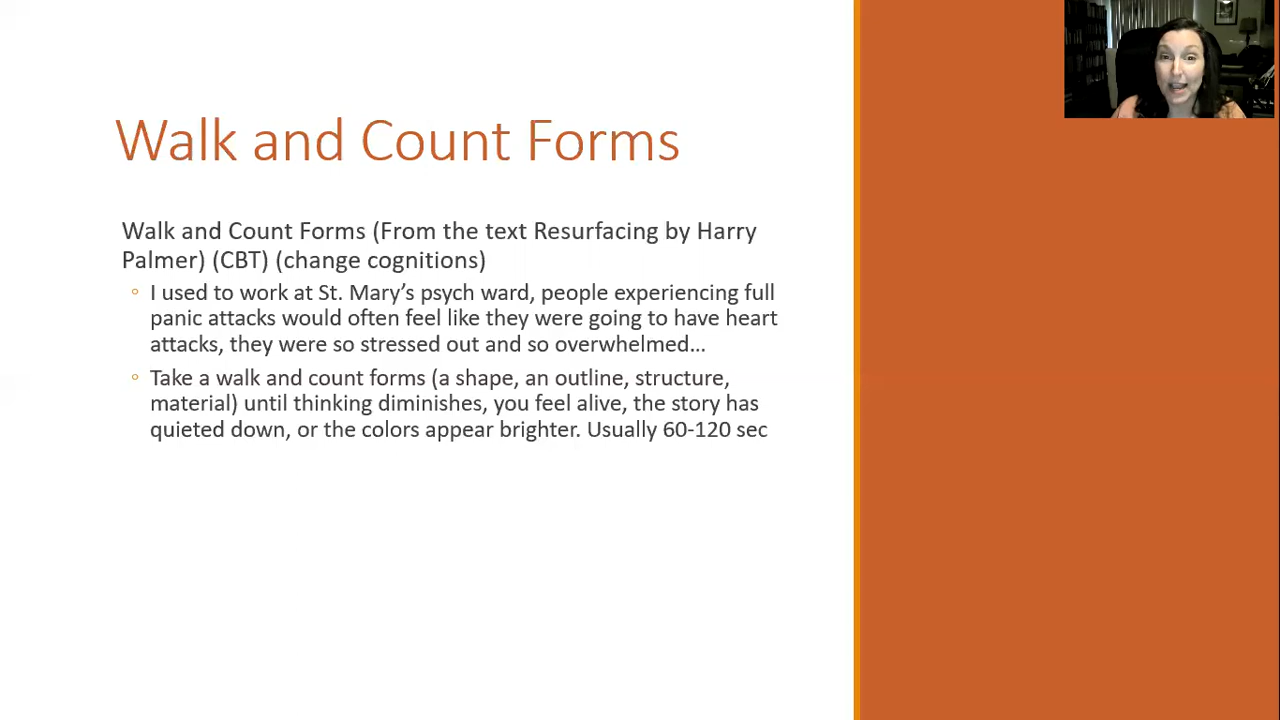 Walk and Count Forms
Walk and Count Forms (From the text Resurfacing by Harry
Palmer) (CBT) (change cognitions)
◦ I used to work at St. Mary’s psych ward, people experiencing full
panic attacks would often feel like they were going to have heart
attacks, they were so stressed out and so overwhelmed…
◦ Take a walk and count forms (a shape, an outline, structure,
material) until thinking diminishes, you feel alive, the story has
quieted down, or the colors appear brighter. Usually 60-120 sec